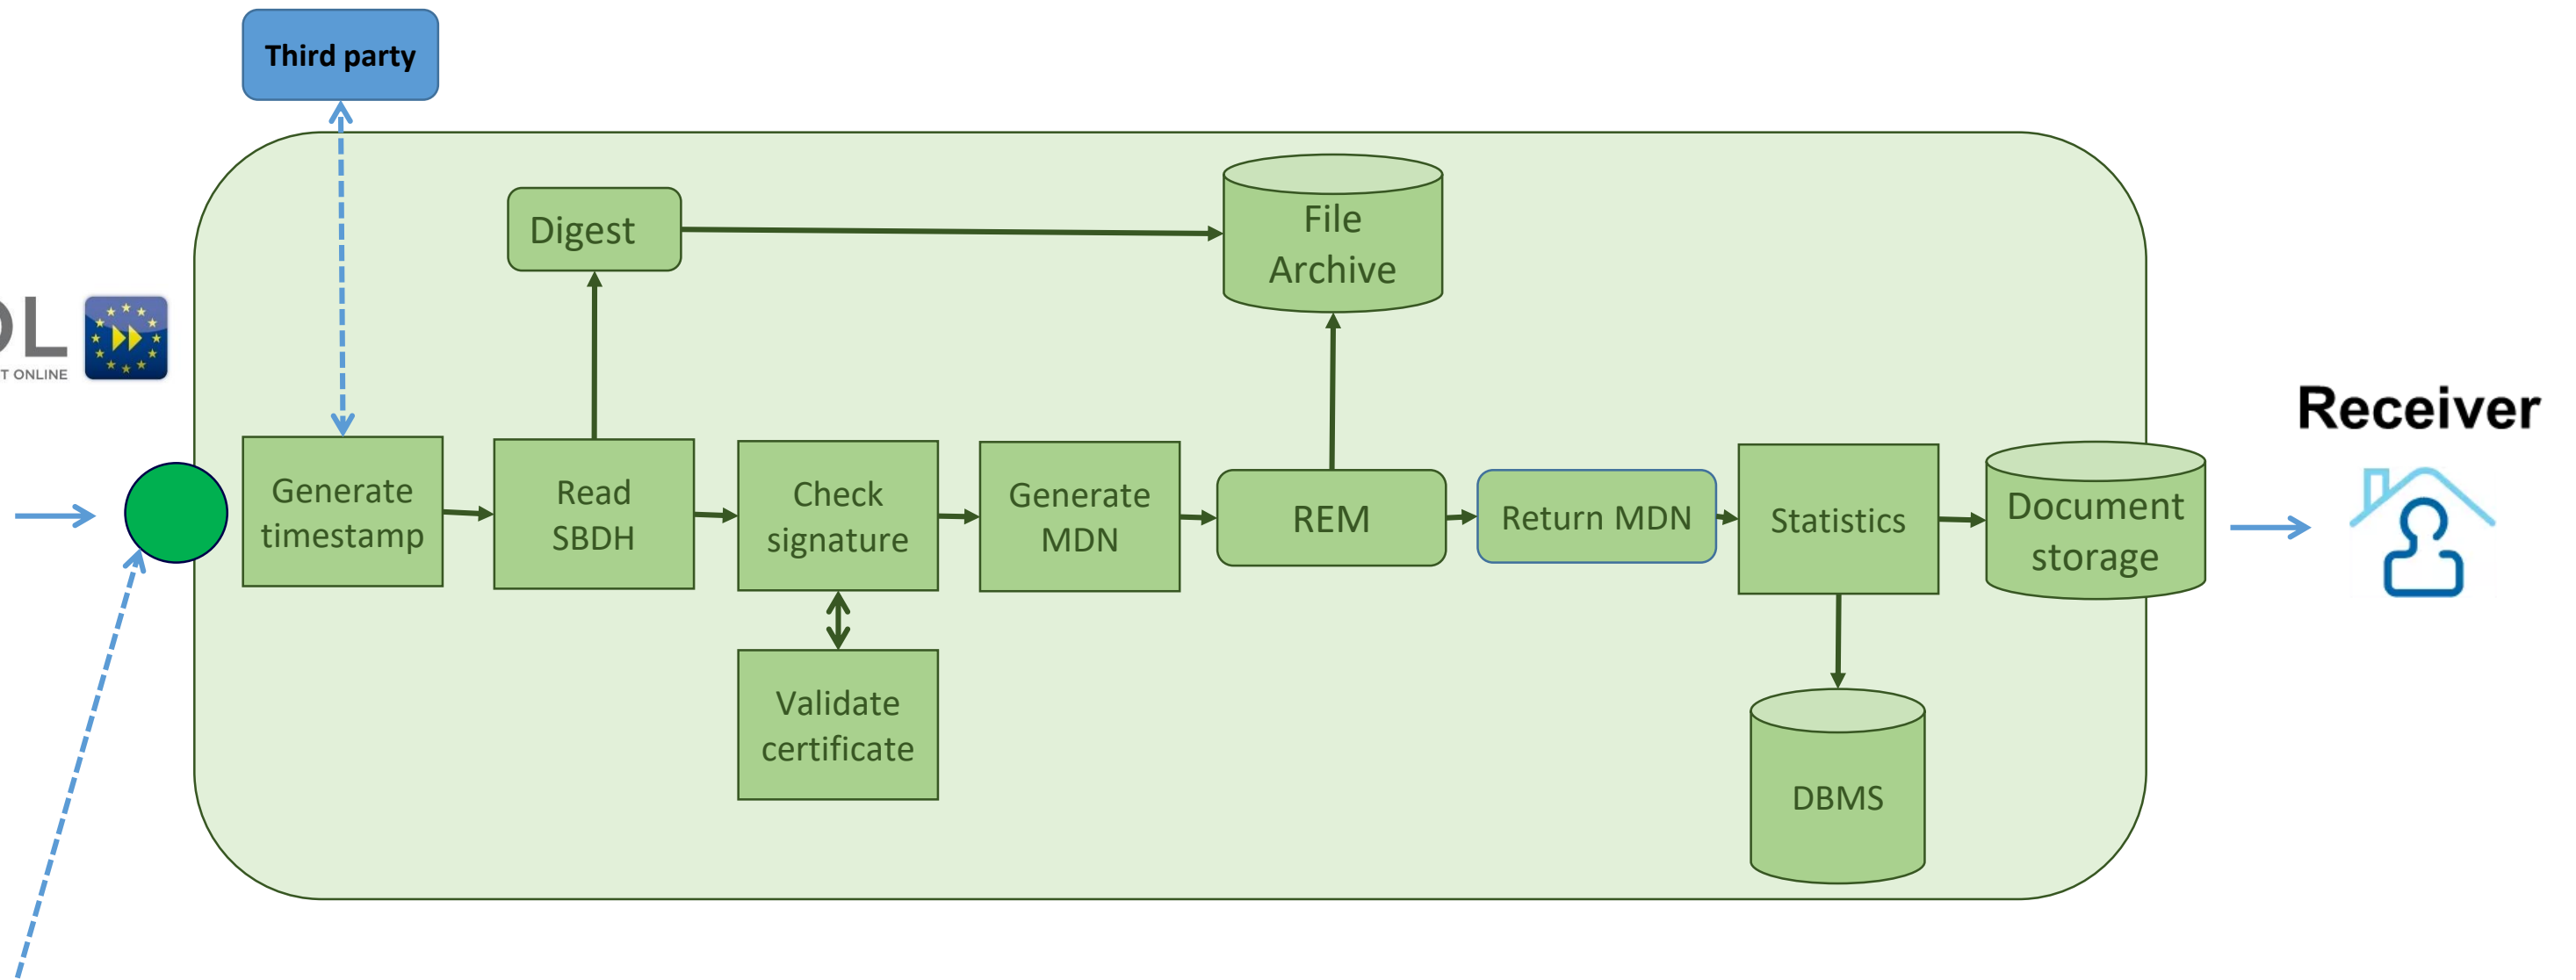 Third party
Digest
File
Archive
OL
T ONLINE
Receiver
Generate
timestamp
Read
SBDH
Check
signature
Generate
MDN
REM
Return MDN
Statistics
Document
storage
Validate
certificate
DBMS